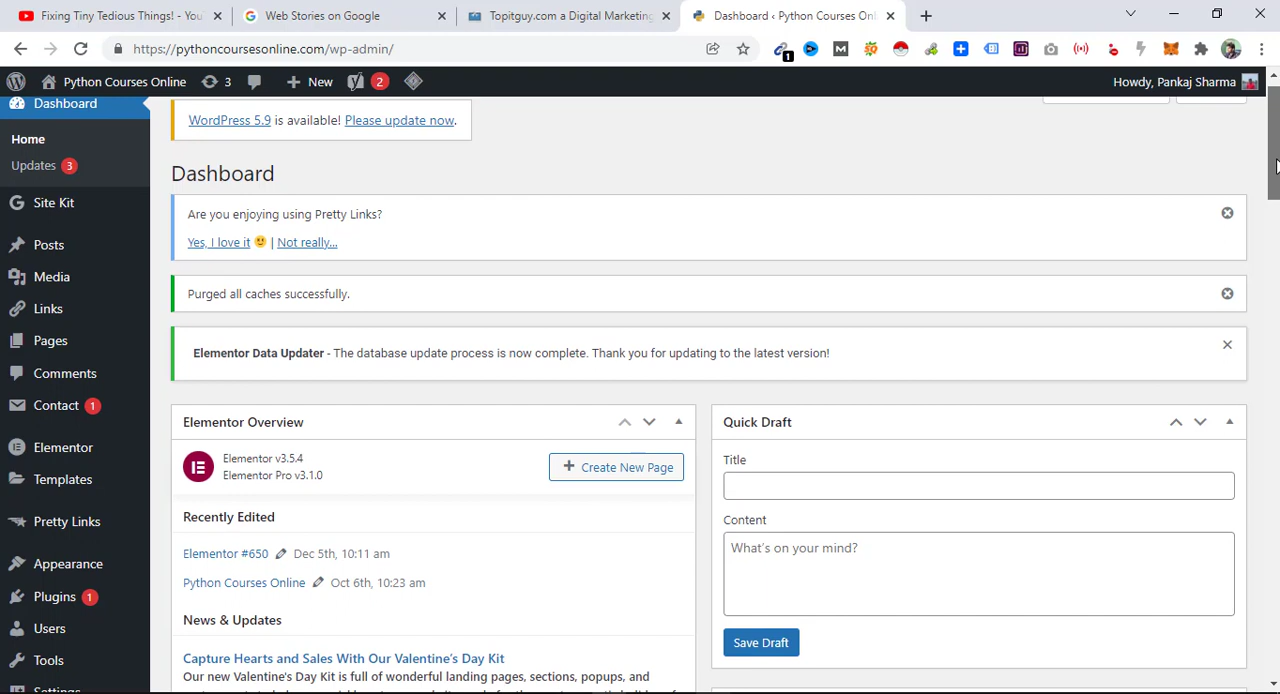 Fixing Tiny Tedious Things! - You
Web Stories on Google
Topitguy.com a Digital Marketing
Dashboard ‹ Python Courses Onl
https://pythoncoursesonline.com/wp-admin/
1
Python Courses Online
3
New
2
Howdy, Pankaj Sharma
Dashboard
Home
Updates 3
Site Kit
Posts
Media
Links
Pages
Comments
Contact 1
Elementor
Templates
Pretty Links
Appearance
Plugins 1
Users
Tools
Settings
WordPress 5.9 is available! Please update now.
Dashboard
Are you enjoying using Pretty Links?
Yes, I love it | Not really...
Purged all caches successfully.
Elementor Data Updater - The database update process is now complete. Thank you for updating to the latest version!
Elementor Overview
Elementor v3.5.4
Elementor Pro v3.1.0
Create New Page
Recently Edited
Elementor #650 Dec 5th, 10:11 am
Python Courses Online Oct 6th, 10:23 am
News & Updates
Capture Hearts and Sales With Our Valentine's Day Kit
Our new Valentine's Day Kit is full of wonderful landing pages, sections, popups, and
Quick Draft
Title
Content
What's on your mind?
Save Draft